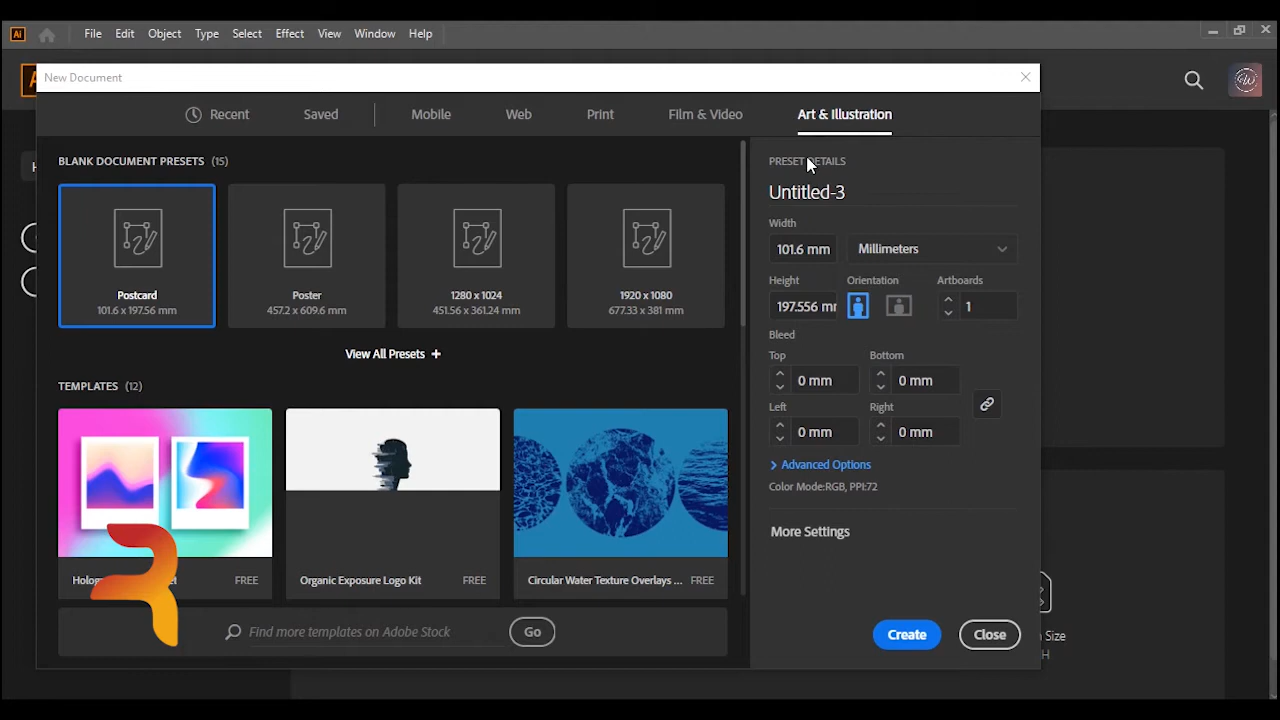 Ai
File Edit Object Type Select Effect View Window Help
New Document
Recent Saved Mobile Web Print Film & Video Art & Illustration
BLANK DOCUMENT PRESETS (15)
Postcard
101.6 x 197.56 mm
Poster
457.2 x 609.6 mm
1280 x 1024
451.56 x 361.24 mm
1920 x 1080
677.33 x 381 mm
View All Presets +
TEMPLATES (12)
FREE
Organic Exposure Logo Kit FREE
Circular Water Texture Overlays ... FREE
Find more templates on Adobe Stock Go
PRESET DETAILS
Untitled-3
Width
101.6 mm Millimeters
Height Orientation Artboards
197.556 mm 1
Bleed
Top Bottom
0 mm 0 mm
Left Right
0 mm 0 mm
Advanced Options
Color Mode:RGB, PPI:72
More Settings
Create Close
Size